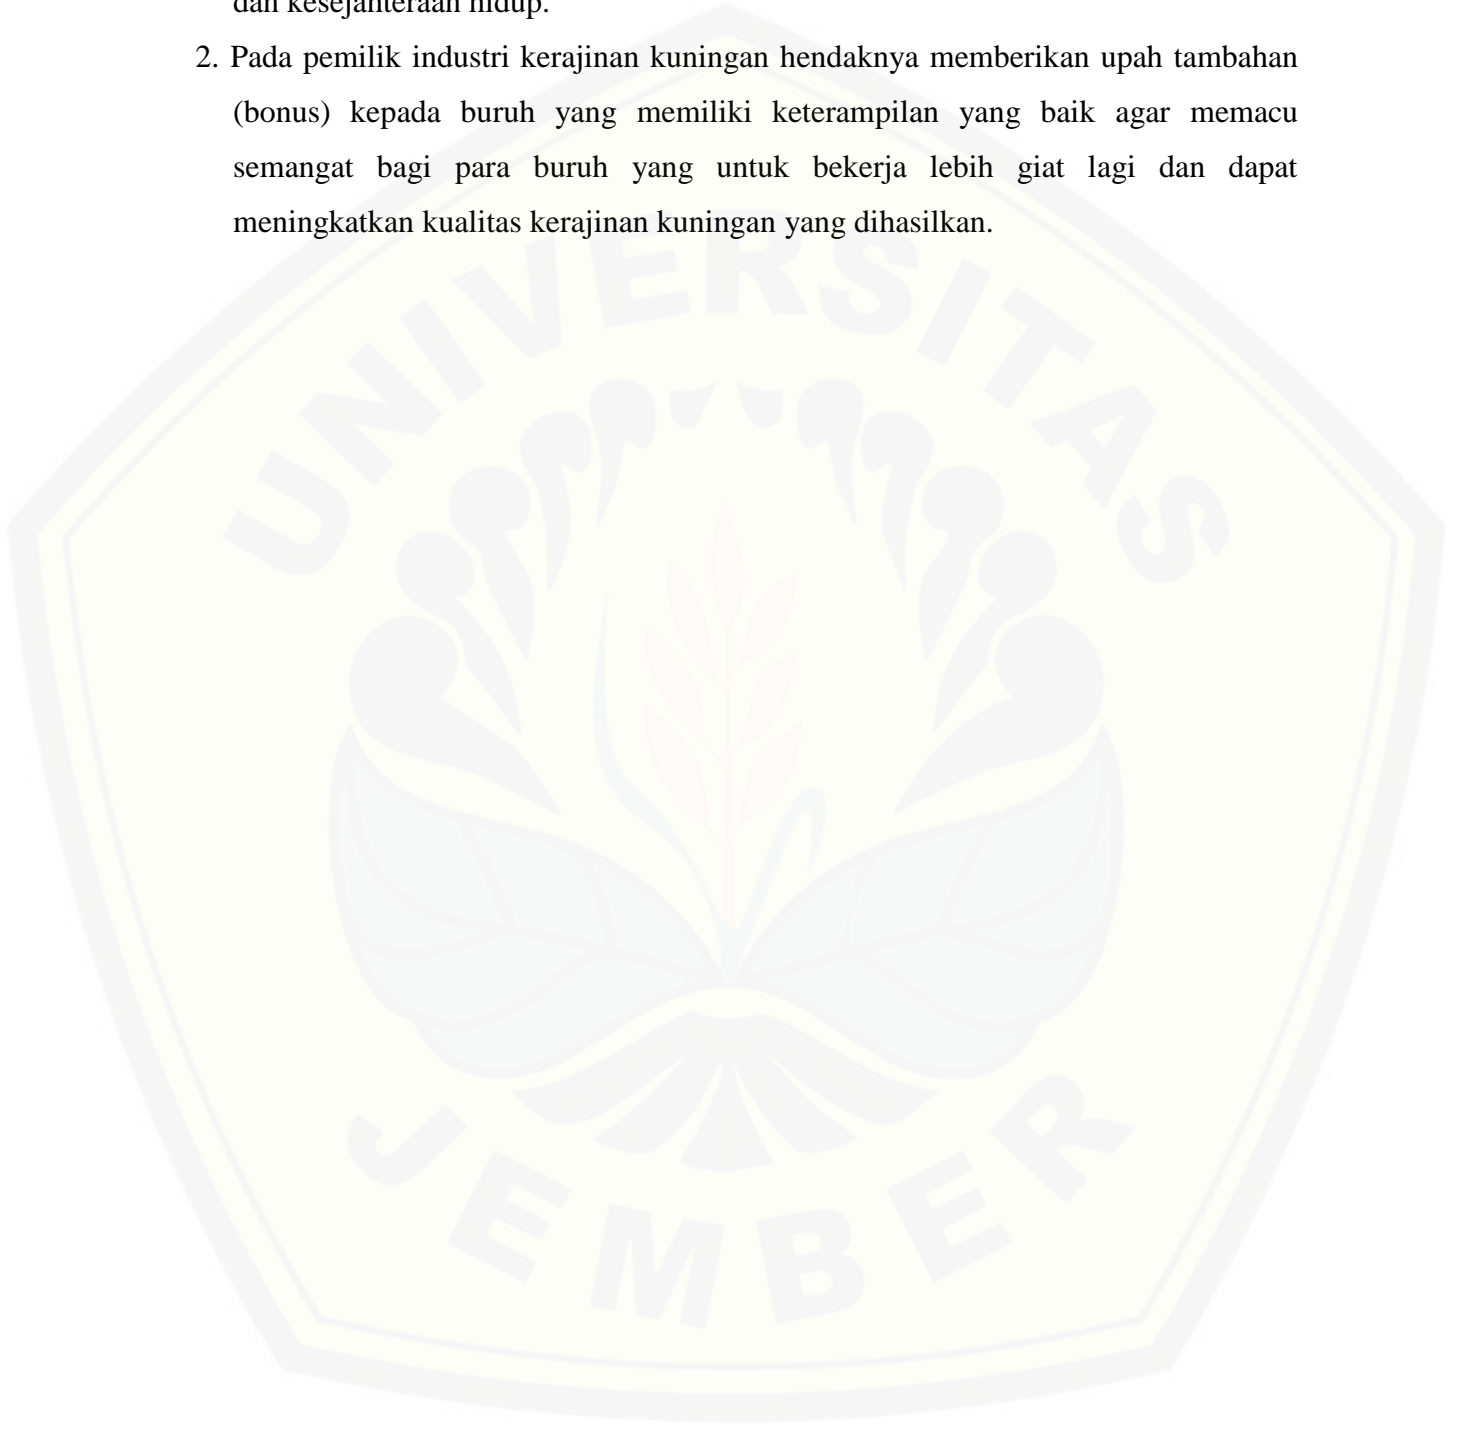 dan kesejahteraan hidup.
2. Pada pemilik industri kerajinan kuningan hendaknya memberikan upah tambahan
(bonus) kepada buruh yang memiliki keterampilan yang baik agar memacu
semangat bagi para buruh yang untuk bekerja lebih giat lagi dan dapat
meningkatkan kualitas kerajinan kuningan yang dihasilkan.
UNIVERSITAS
JEMBER